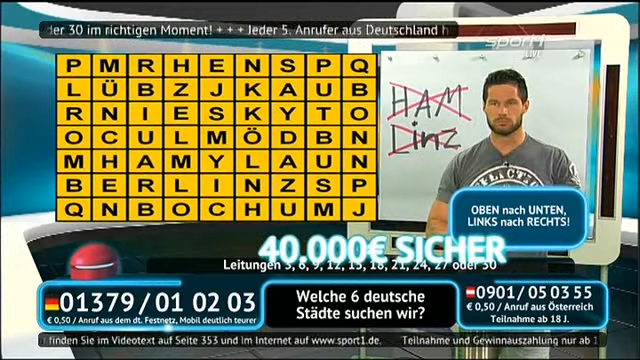 der 30 im richtigen Moment! + + + Jeder 5. Anrufer aus Deutschland h
sport1
LIVE
P M R H E N S P Q
L Ü B Z J K A U B
R N I E S K Y T O
O C U L M Ö D B N
M H A M Y L A U N
B E R L I N Z S P
Q N B O C H U M J
HAM
Linz
OBEN nach UNTEN,
LINKS nach RECHTS!
40.000€ SICHER
Leitungen 3, 6, 9, 12, 15, 18, 21, 24, 27 oder 30
01379/01 02 03
€ 0,50 / Anruf aus dem dt. Festnetz, Mobil deutlich teurer
Welche 6 deutsche
Städte suchen wir?
0901/05 03 55
€ 0,50 / Anruf aus Österreich
Teilnahme ab 18 J.
finden Sie im Videotext auf Seite 353 und im Internet auf www.sport1.de.
Teilnahme und Gewinnauszahlung nur ab 1